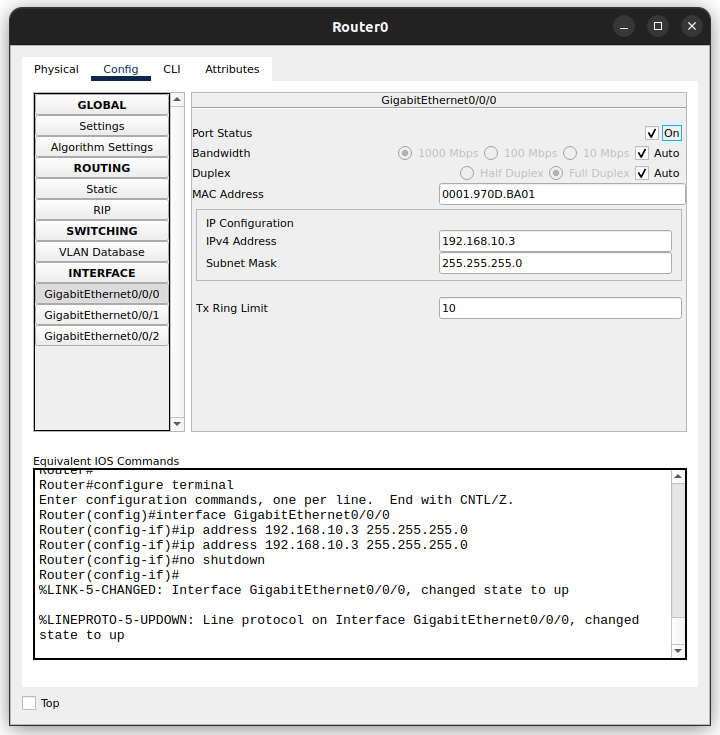 Router0
Physical Config CLI Attributes
GLOBAL
Settings
Algorithm Settings
ROUTING
Static
RIP
SWITCHING
VLAN Database
INTERFACE
GigabitEthernet0/0/0
GigabitEthernet0/0/1
GigabitEthernet0/0/2
GigabitEthernet0/0/0
Port Status On
Bandwidth 1000 Mbps 100 Mbps 10 Mbps Auto
Duplex Half Duplex Full Duplex Auto
MAC Address 0001.970D.BA01
IP Configuration
IPv4 Address 192.168.10.3
Subnet Mask 255.255.255.0
Tx Ring Limit 10
Equivalent IOS Commands
Router#
Router#configure terminal
Enter configuration commands, one per line. End with CNTL/Z.
Router(config)#interface GigabitEthernet0/0/0
Router(config-if)#ip address 192.168.10.3 255.255.255.0
Router(config-if)#ip address 192.168.10.3 255.255.255.0
Router(config-if)#no shutdown
Router(config-if)#
%LINK-5-CHANGED: Interface GigabitEthernet0/0/0, changed state to up
%LINEPROTO-5-UPDOWN: Line protocol on Interface GigabitEthernet0/0/0, changed
state to up
Top